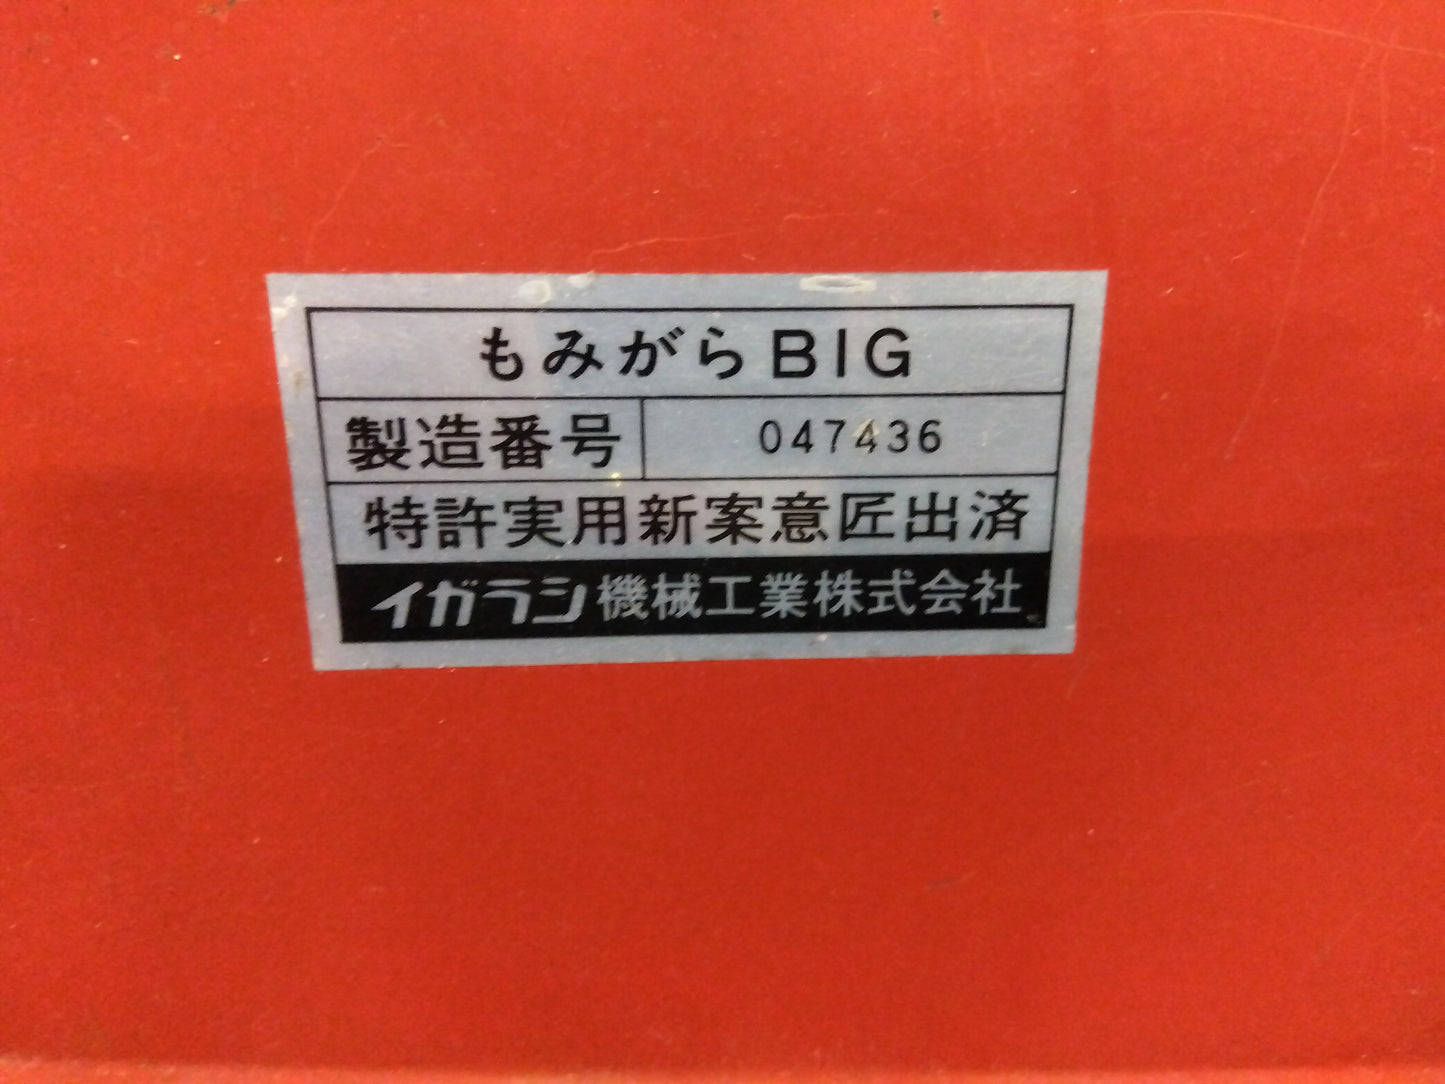 もみがらBIG
製造番号 047436
特許実用新案意匠出済
イガラシ機械工業株式会社